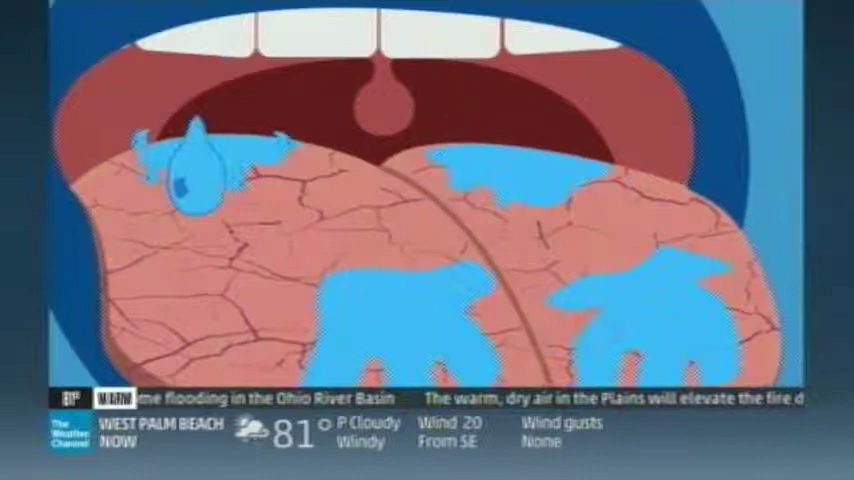 81° WARM me flooding in the Ohio River Basin The warm, dry air in the Plains will elevate the fire d
The Weather Channel
WEST PALM BEACH
NOW
81°
P Cloudy
Windy
Wind 20
From SE
Wind gusts
None